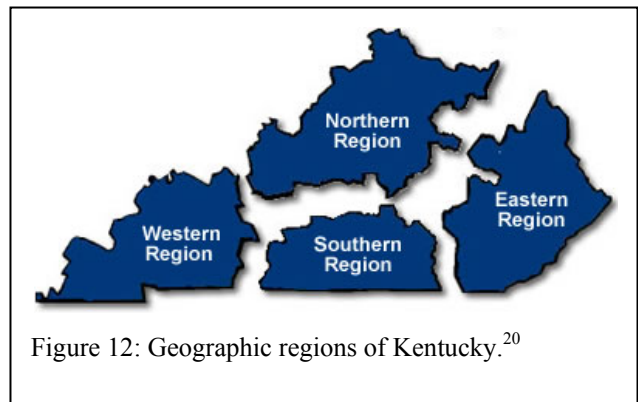 Northern
Region
Eastern
Region
Western
Region
Southern
Region
Figure 12: Geographic regions of Kentucky.20